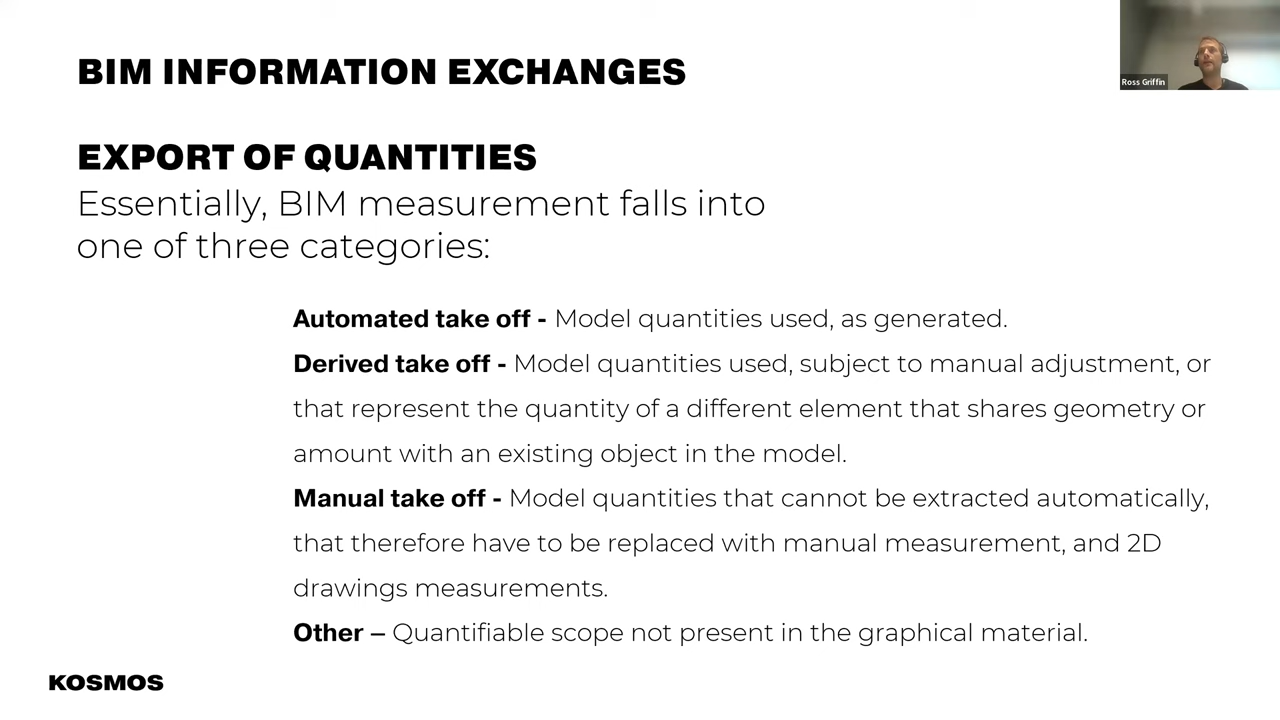 BIM INFORMATION EXCHANGES
Ross Griffin
EXPORT OF QUANTITIES
Essentially, BIM measurement falls into
one of three categories:
Automated take off - Model quantities used, as generated.
Derived take off - Model quantities used, subject to manual adjustment, or
that represent the quantity of a different element that shares geometry or
amount with an existing object in the model.
Manual take off - Model quantities that cannot be extracted automatically,
that therefore have to be replaced with manual measurement, and 2D
drawings measurements.
Other – Quantifiable scope not present in the graphical material.
KOSMOS